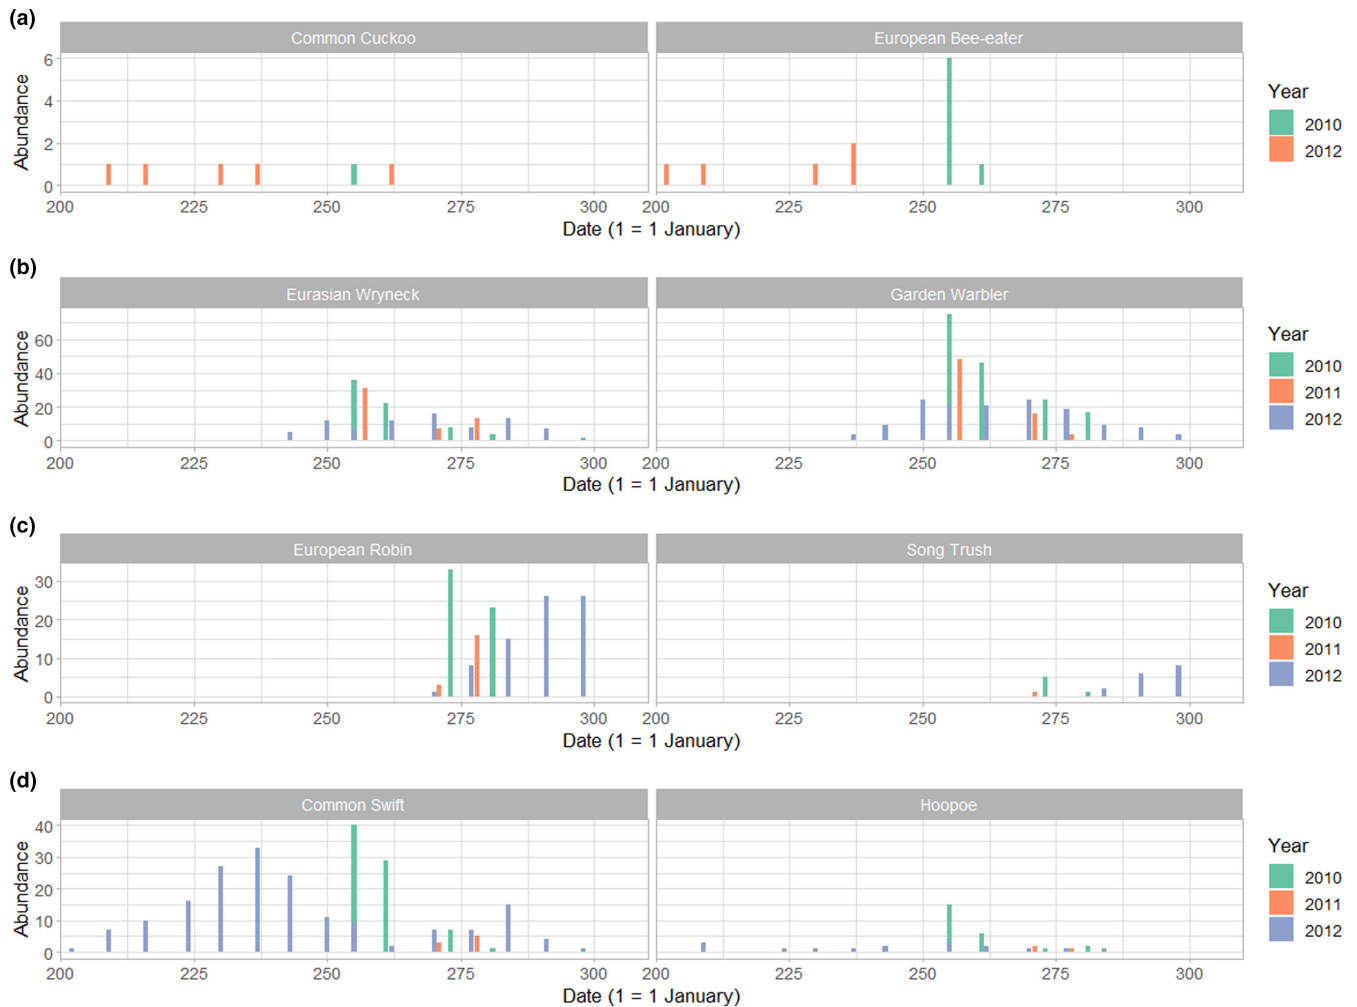 (a)
Common Cuckoo European Bee-eater
Abundance
6
4
2
0
200 225 250 275 300 200 225 250 275 300
Date (1 = 1 January)
Year
2010
2012
(b)
Eurasian Wryneck Garden Warbler
Abundance
60
40
20
0
200 225 250 275 300 200 225 250 275 300
Date (1 = 1 January)
Year
2010
2011
2012
(c)
European Robin Song Trush
Abundance
30
20
10
0
200 225 250 275 300 200 225 250 275 300
Date (1 = 1 January)
Year
2010
2011
2012
(d)
Common Swift Hoopoe
Abundance
40
30
20
10
0
200 225 250 275 300 200 225 250 275 300
Date (1 = 1 January)
Year
2010
2011
2012